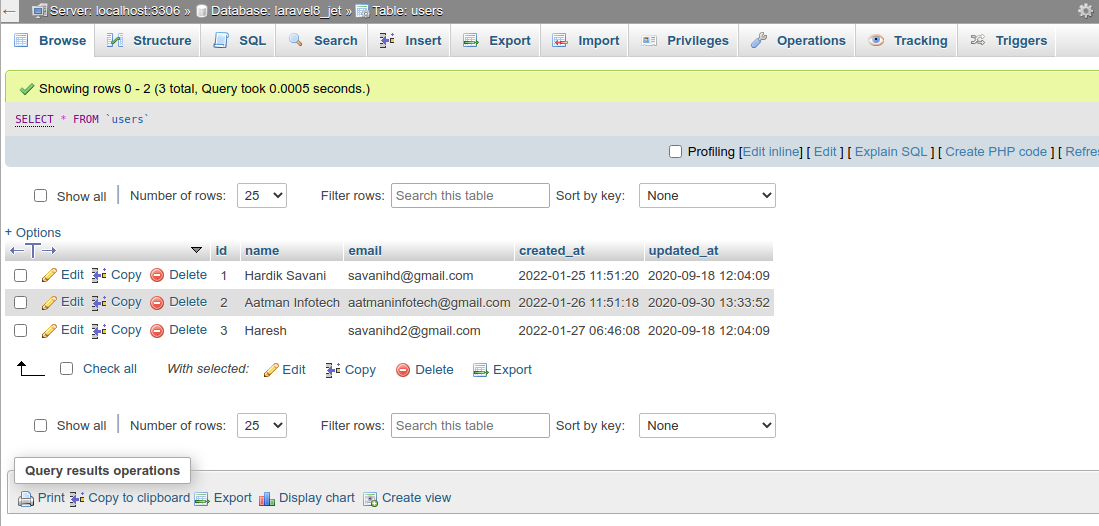 Server: localhost:3306 » Database: laravel8_jet » Table: users
Browse Structure SQL Search Insert Export Import Privileges Operations Tracking Triggers
Showing rows 0 - 2 (3 total, Query took 0.0005 seconds.)
SELECT * FROM `users`
Profiling [Edit inline] [ Edit ] [ Explain SQL ] [ Create PHP code ] [ Refres
Show all Number of rows: 25 Filter rows: Search this table Sort by key: None
+ Options
id name email created_at updated_at
Edit Copy Delete 1 Hardik Savani savanihd@gmail.com 2022-01-25 11:51:20 2020-09-18 12:04:09
Edit Copy Delete 2 Aatman Infotech aatmaninfotech@gmail.com 2022-01-26 11:51:18 2020-09-30 13:33:52
Edit Copy Delete 3 Haresh savanihd2@gmail.com 2022-01-27 06:46:08 2020-09-18 12:04:09
Check all With selected: Edit Copy Delete Export
Show all Number of rows: 25 Filter rows: Search this table Sort by key: None
Query results operations
Print Copy to clipboard Export Display chart Create view